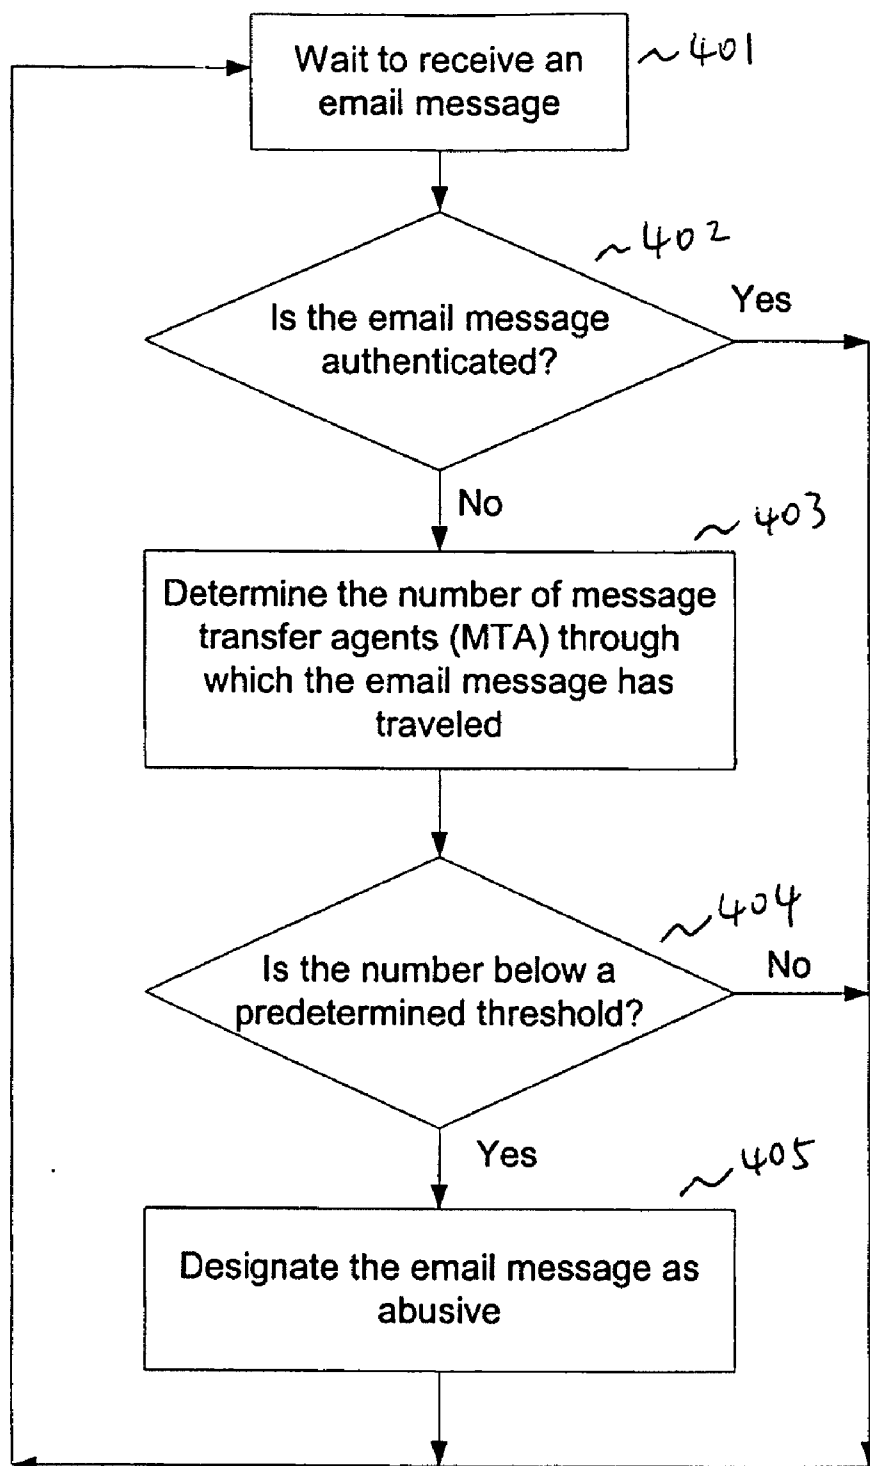 Wait to receive an
email message
~401
Is the email message
authenticated?
~402
Yes
No
~403
Determine the number of message
transfer agents (MTA) through
which the email message has
traveled
Is the number below a
predetermined threshold?
~404
No
Yes
~405
Designate the email message as
abusive